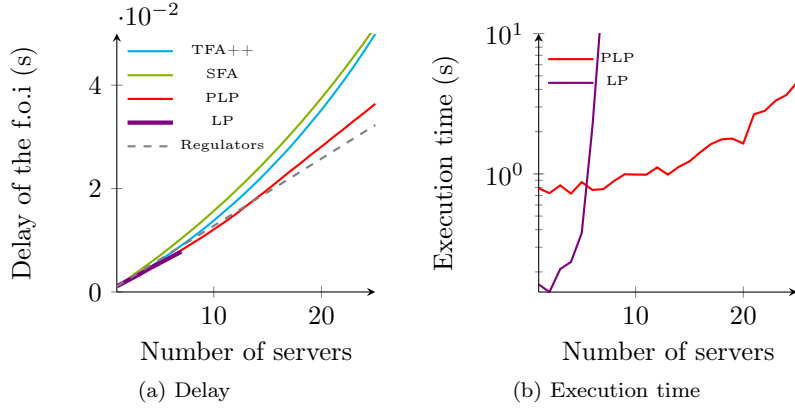 ·10⁻²
4
2
0
10
20
Delay of the f.o.i (s)
Number of servers
TFA++
SFA
PLP
LP
Regulators
(a) Delay
10¹
10⁰
10
20
Execution time (s)
Number of servers
PLP
LP
(b) Execution time